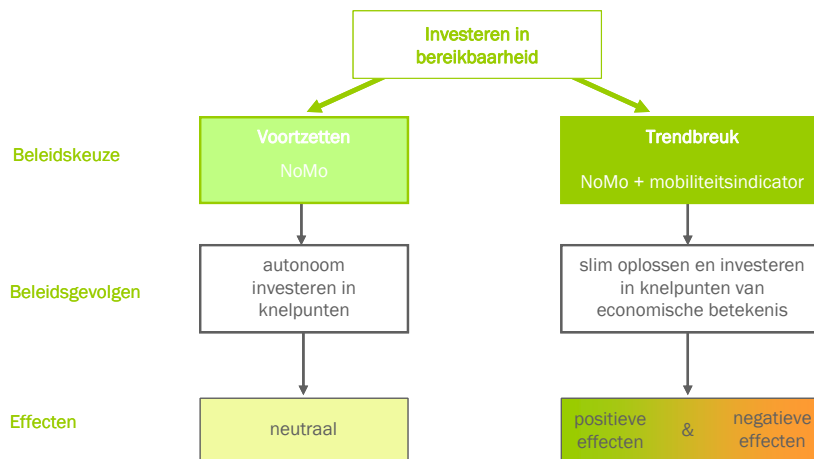 Investeren in
bereikbaarheid
Beleidskeuze
Voortzetten
NoMo
Trendbreuk
NoMo + mobiliteitsindicator
Beleidsgevolgen
autonoom
investeren in
knelpunten
slim oplossen en investeren
in knelpunten van
economische betekenis
Effecten
neutraal
positieve
effecten
&
negatieve
effecten